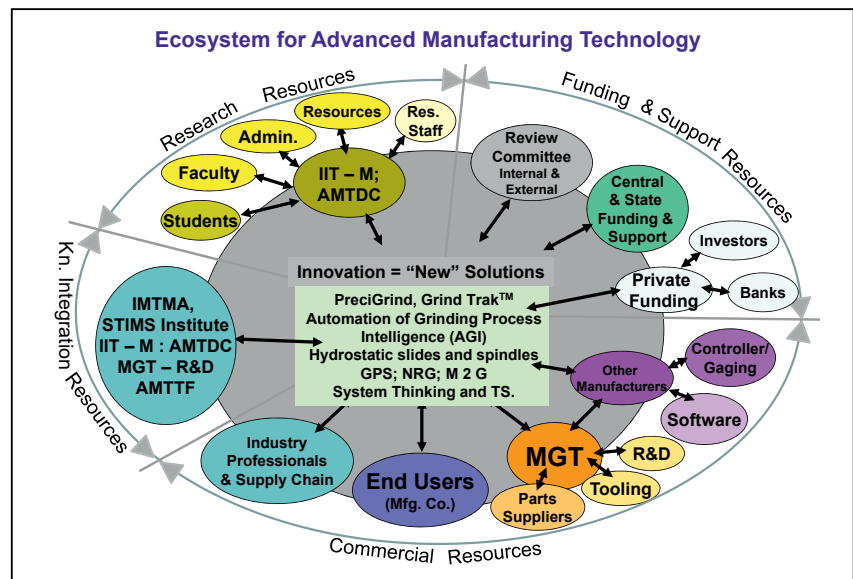 Ecosystem for Advanced Manufacturing Technology
Research Resources
Funding & Support Resources
Kn. Integration Resources
Commercial Resources
Resources
Res.
Staff
Admin.
Faculty
Students
IIT – M;
AMTDC
Review
Committee
Internal &
External
Central
& State
Funding &
Support
Investors
Private
Funding
Banks
Innovation = “New” Solutions
PreciGrind, Grind Trak™
Automation of Grinding Process
Intelligence (AGI)
Hydrostatic slides and spindles
GPS; NRG; M 2 G
System Thinking and TS.
IMTMA,
STIMS Institute
IIT – M : AMTDC
MGT – R&D
AMTTF
Other
Manufacturers
Controller/
Gaging
Software
Industry
Professionals
& Supply Chain
End Users
(Mfg. Co.)
MGT
R&D
Tooling
Parts
Suppliers